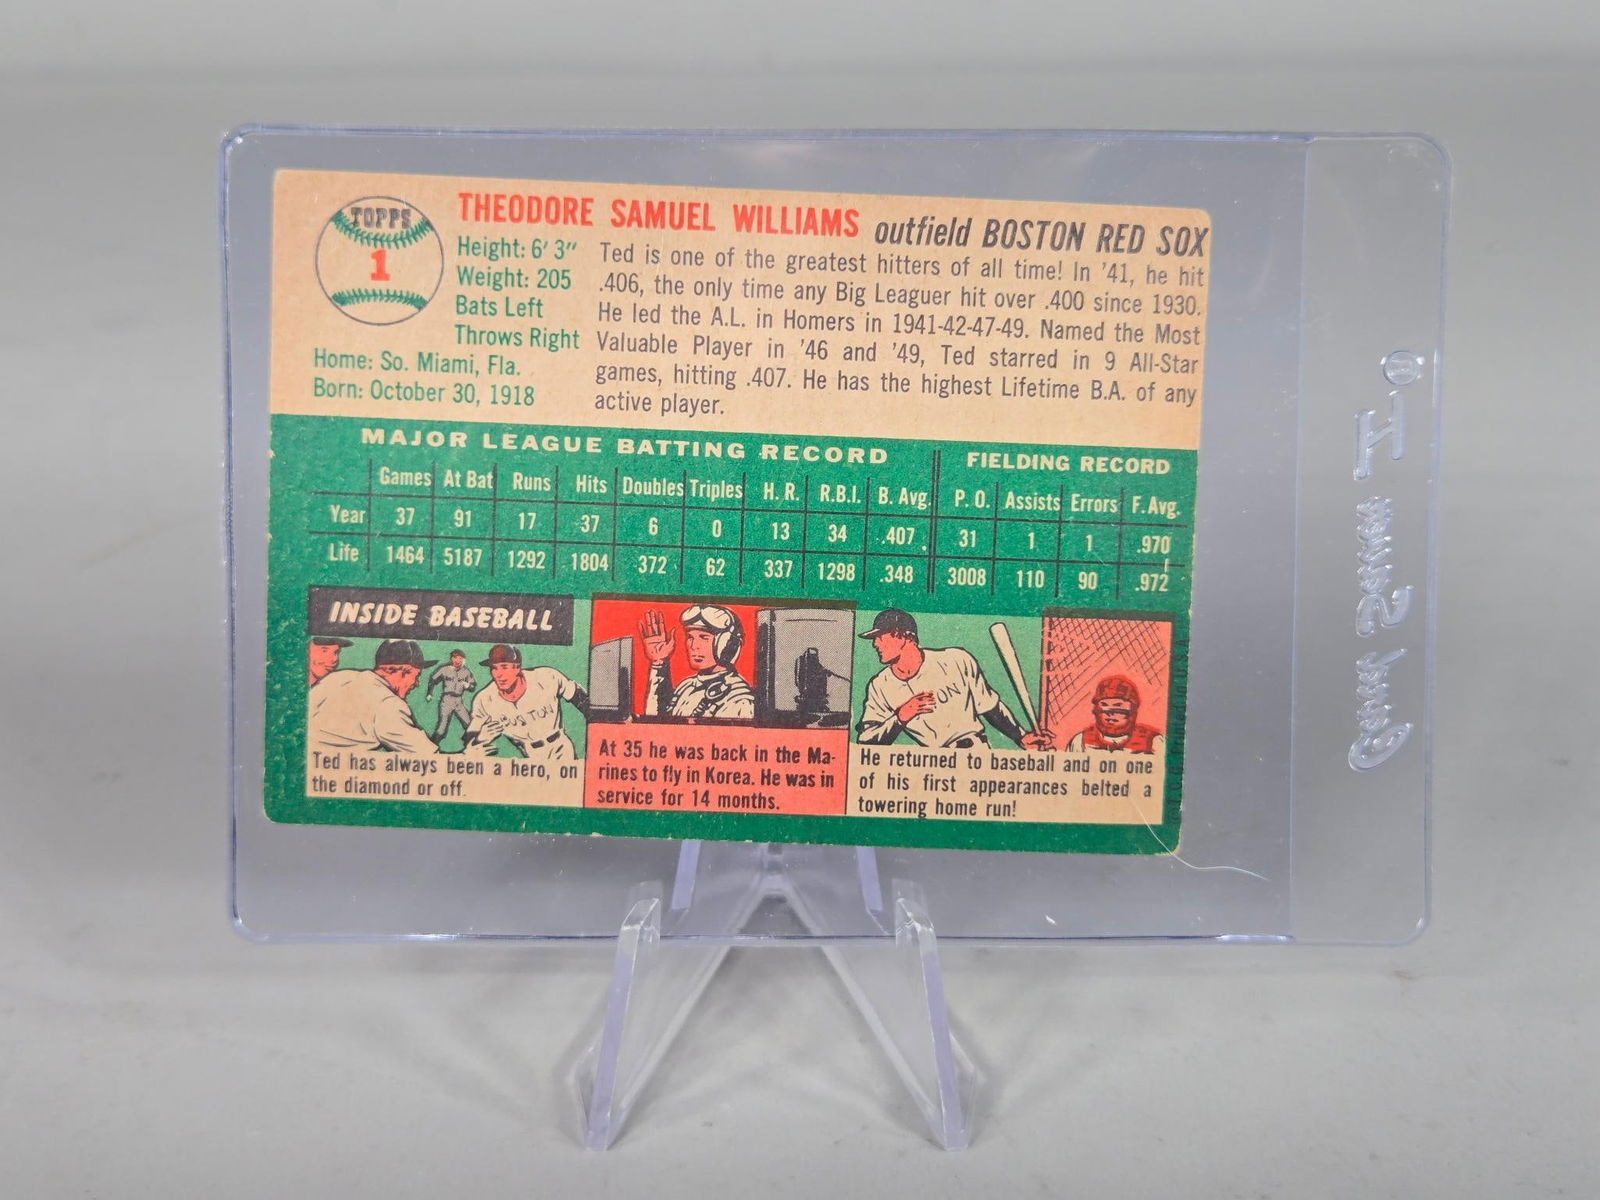 TOPPS
1
THEODORE SAMUEL WILLIAMS outfield BOSTON RED SOX
Height: 6' 3"
Weight: 205
Bats Left
Throws Right
Home: So. Miami, Fla.
Born: October 30, 1918
Ted is one of the greatest hitters of all time! In '41, he hit
.406, the only time any Big Leaguer hit over .400 since 1930.
He led the A.L. in Homers in 1941-42-47-49. Named the Most
Valuable Player in '46 and '49, Ted starred in 9 All-Star
games, hitting .407. He has the highest Lifetime B.A. of any
active player.
MAJOR LEAGUE BATTING RECORD FIELDING RECORD
Games At Bat Runs Hits Doubles Triples H. R. R.B.I. B. Avg. P. O. Assists Errors F. Avg.
Year 37 91 17 37 6 0 13 34 .407 31 1 1 .970
Life 1464 5187 1292 1804 372 62 337 1298 .348 3008 110 90 .972
INSIDE BASEBALL
Ted has always been a hero, on
the diamond or off.
At 35 he was back in the Ma-
rines to fly in Korea. He was in
service for 14 months.
He returned to baseball and on one
of his first appearances belted a
towering home run!
Card Saver I